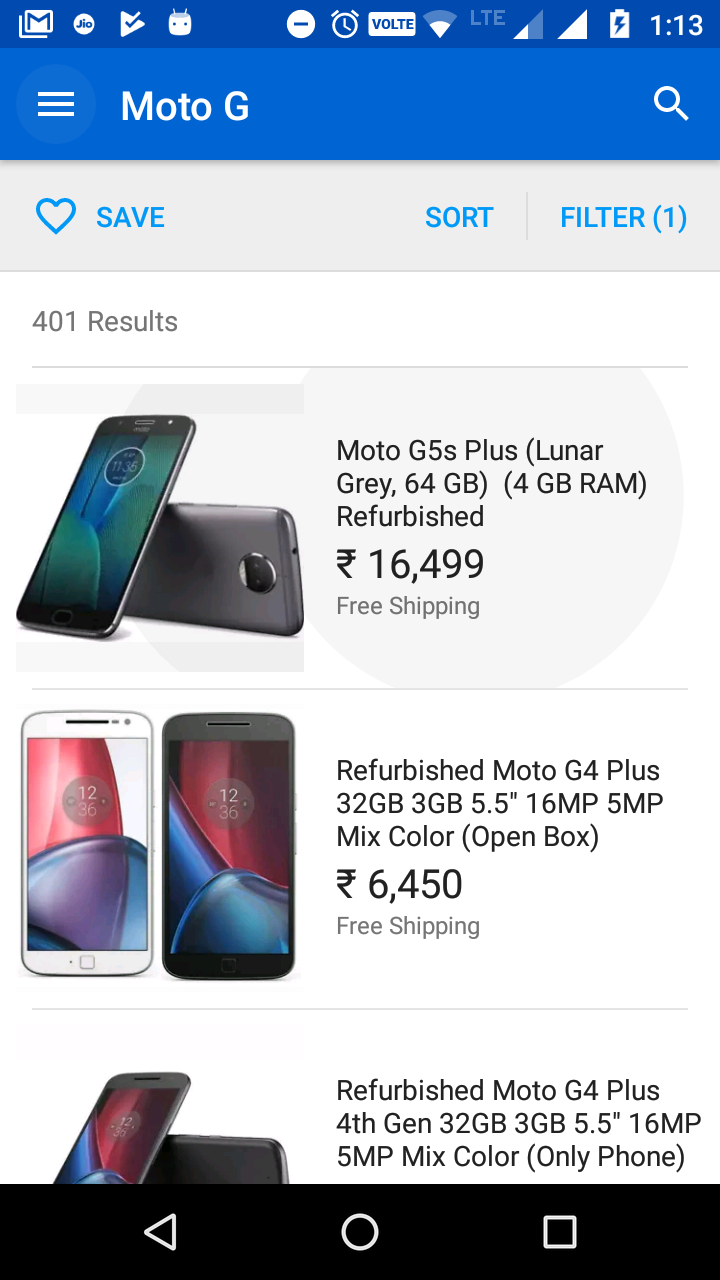 Jio VOLTE LTE 1:13
Moto G
SAVE SORT FILTER (1)
401 Results
Moto G5s Plus (Lunar
Grey, 64 GB) (4 GB RAM)
Refurbished
₹ 16,499
Free Shipping
11:35
Refurbished Moto G4 Plus
32GB 3GB 5.5" 16MP 5MP
Mix Color (Open Box)
₹ 6,450
Free Shipping
12
36
12
36
Refurbished Moto G4 Plus
4th Gen 32GB 3GB 5.5" 16MP
5MP Mix Color (Only Phone)
12
36